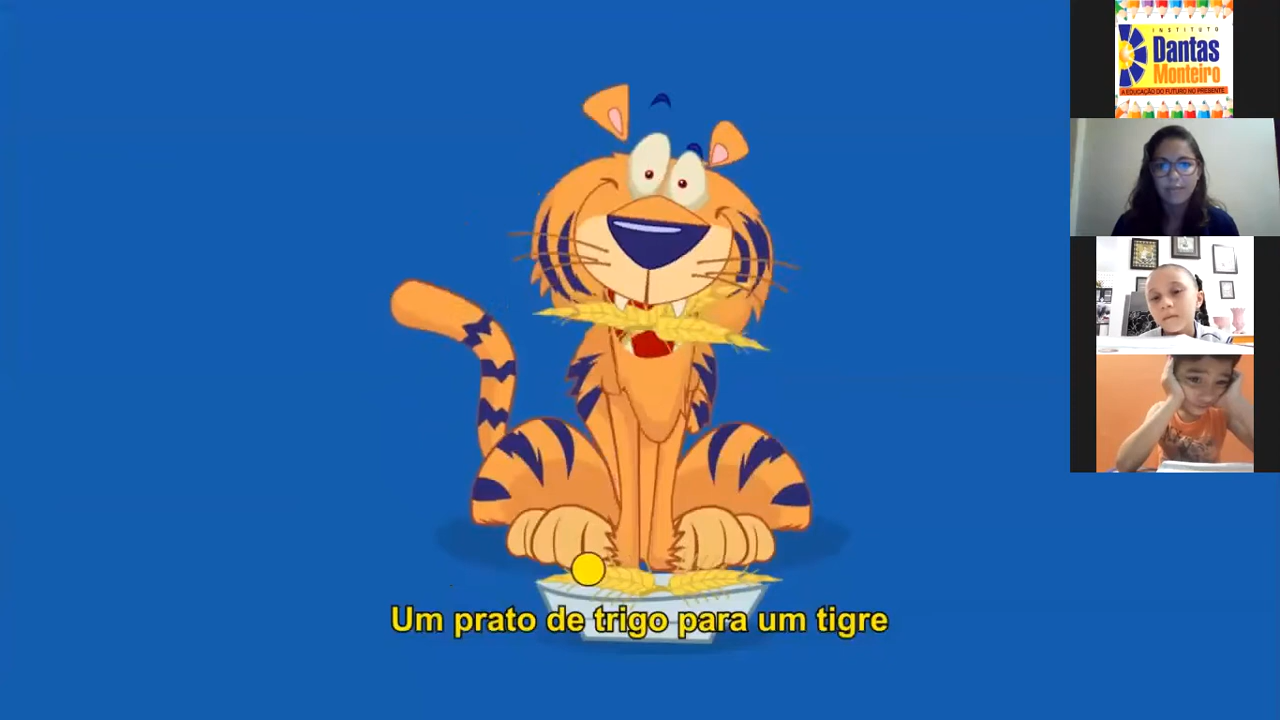 INSTITUTO
Dantas
Monteiro
A EDUCAÇÃO DO FUTURO NO PRESENTE
Um prato de trigo para um tigre